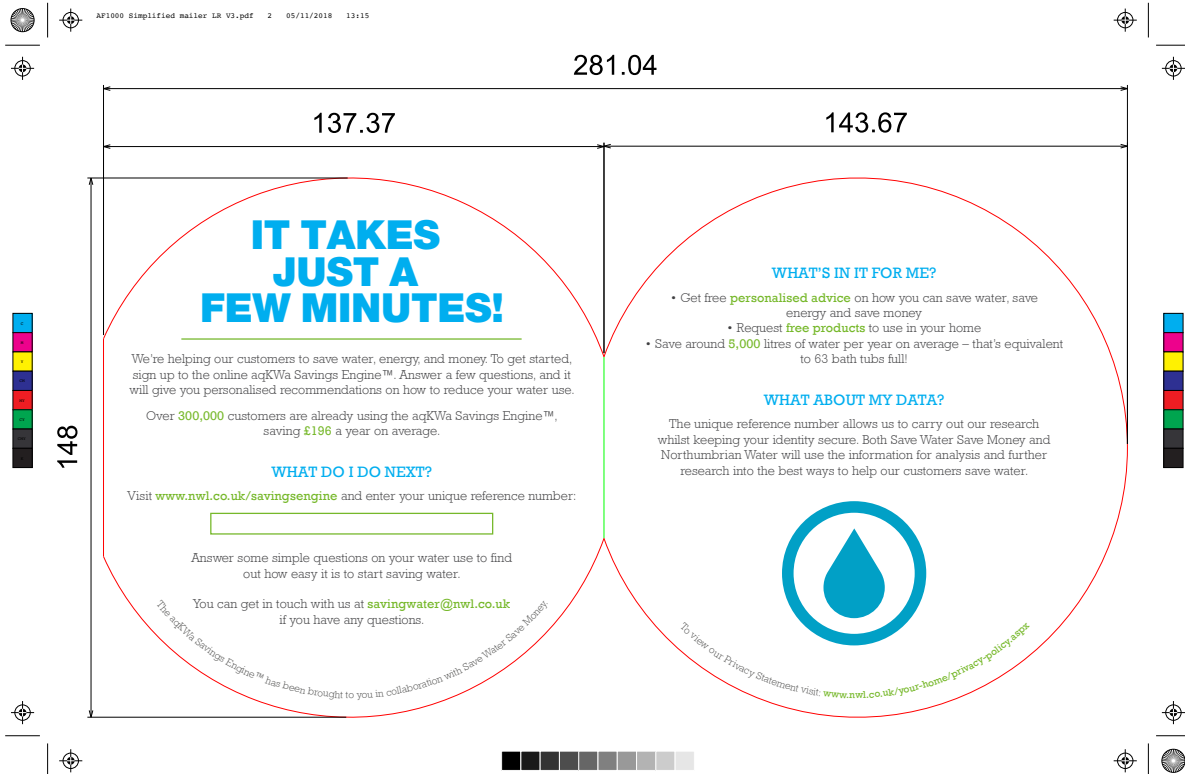 AF1000 Simplified mailer LR V3.pdf 2 05/11/2018 13:15
281.04
137.37
143.67
148
IT TAKES
JUST A
FEW MINUTES!
We're helping our customers to save water, energy, and money. To get started,
sign up to the online aqKWa Savings Engine™. Answer a few questions, and it
will give you personalised recommendations on how to reduce your water use.
Over 300,000 customers are already using the aqKWa Savings Engine™,
saving £196 a year on average.
WHAT DO I DO NEXT?
Visit www.nwl.co.uk/savingsengine and enter your unique reference number:
Answer some simple questions on your water use to find
out how easy it is to start saving water.
You can get in touch with us at savingwater@nwl.co.uk
if you have any questions.
The aqKWa Savings Engine™ has been brought to you in collaboration with Save Water Save Money.
WHAT'S IN IT FOR ME?
• Get free personalised advice on how you can save water, save
energy and save money
• Request free products to use in your home
• Save around 5,000 litres of water per year on average – that's equivalent
to 63 bath tubs full!
WHAT ABOUT MY DATA?
The unique reference number allows us to carry out our research
whilst keeping your identity secure. Both Save Water Save Money and
Northumbrian Water will use the information for analysis and further
research into the best ways to help our customers save water.
To view our Privacy Statement visit: www.nwl.co.uk/your-home/privacy-policy.aspx